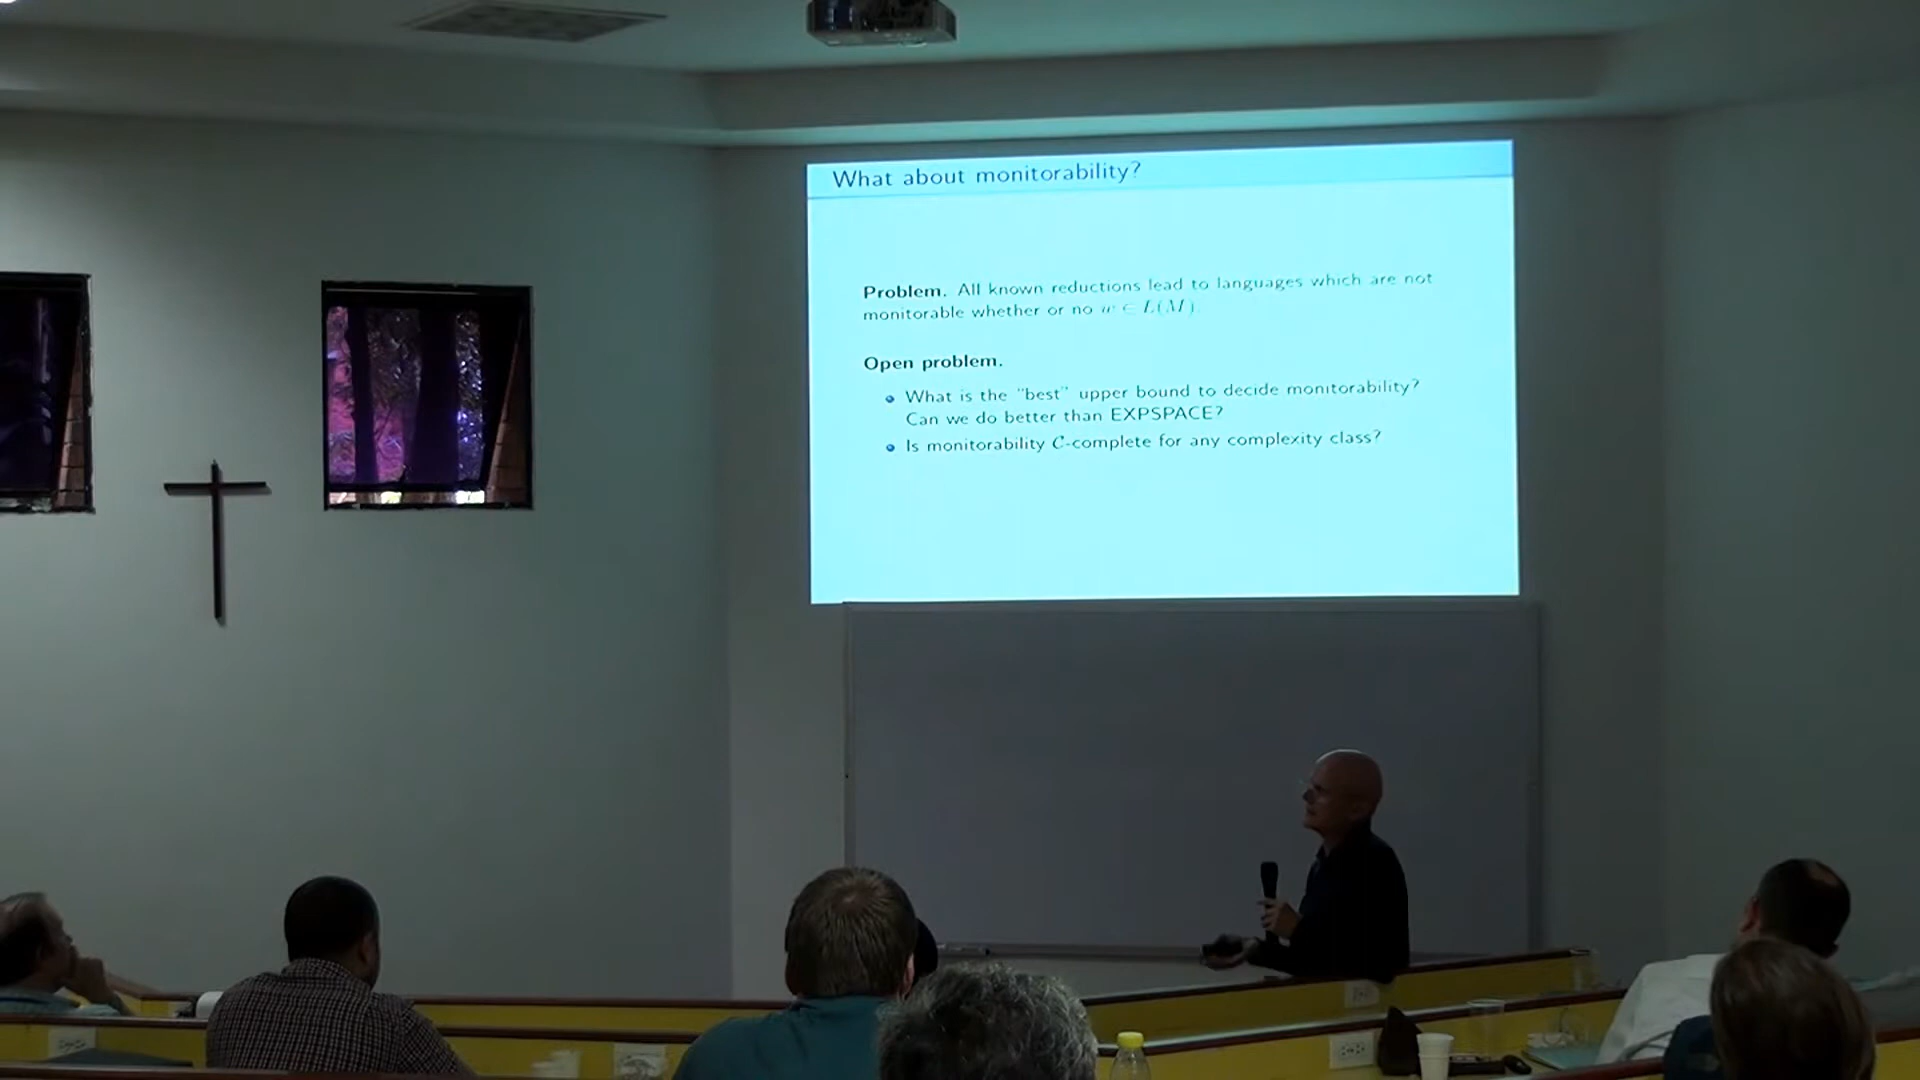 What about monitorability?
Problem. All known reductions lead to languages which are not
monitorable whether or no w ∈ L(M)
Open problem.
What is the "best" upper bound to decide monitorability?
Can we do better than EXPSPACE?
Is monitorability C-complete for any complexity class?